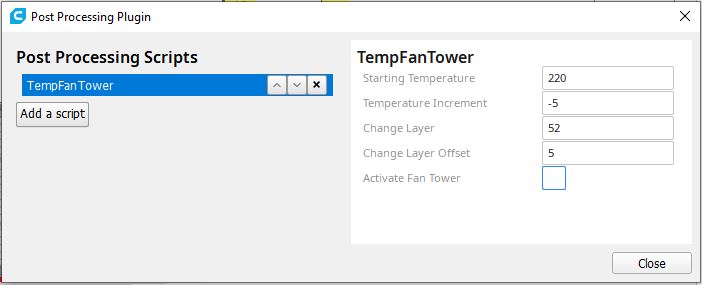 Post Processing Plugin
Post Processing Scripts
TempFanTower
Add a script
TempFanTower
Starting Temperature 220
Temperature Increment -5
Change Layer 52
Change Layer Offset 5
Activate Fan Tower
Close